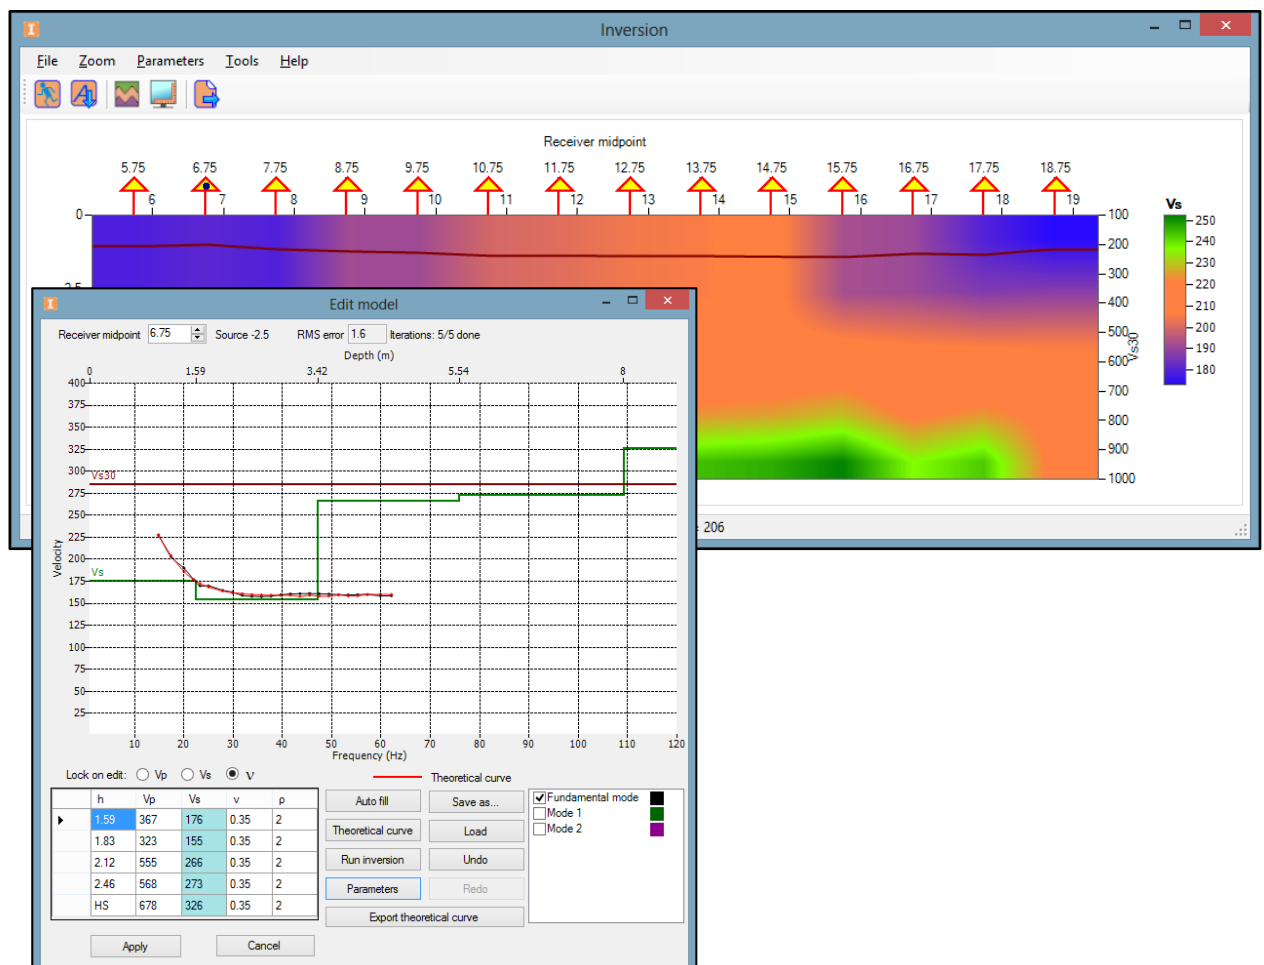 Inversion
File Zoom Parameters Tools Help
Receiver midpoint
5.75 6.75 7.75 8.75 9.75 10.75 11.75 12.75 13.75 14.75 15.75 16.75 17.75 18.75
6 7 8 9 10 11 12 13 14 15 16 17 18 19
Vs
0
100
200
300
400
500
600
700
800
900
1000
Vs30
250
240
230
220
210
200
190
180
206
Edit model
Receiver midpoint 6.75 Source -2.5 RMS error 1.6 Iterations: 5/5 done
Depth (m)
0 1.59 3.42 5.54 8
400
375
350
325
300
275
250
225
200
175
150
125
100
75
50
25
Velocity
Vs30
Vs
10 20 30 40 50 60 70 80 90 100 110 120
Frequency (Hz)
Lock on edit: Vp Vs ν
Theoretical curve
h Vp Vs ν ρ
1.59 367 176 0.35 2
1.83 323 155 0.35 2
2.12 555 266 0.35 2
2.46 568 273 0.35 2
HS 678 326 0.35 2
Auto fill Save as...
Theoretical curve Load
Run inversion Undo
Parameters Redo
Export theoretical curve
Fundamental mode
Mode 1
Mode 2
Apply Cancel